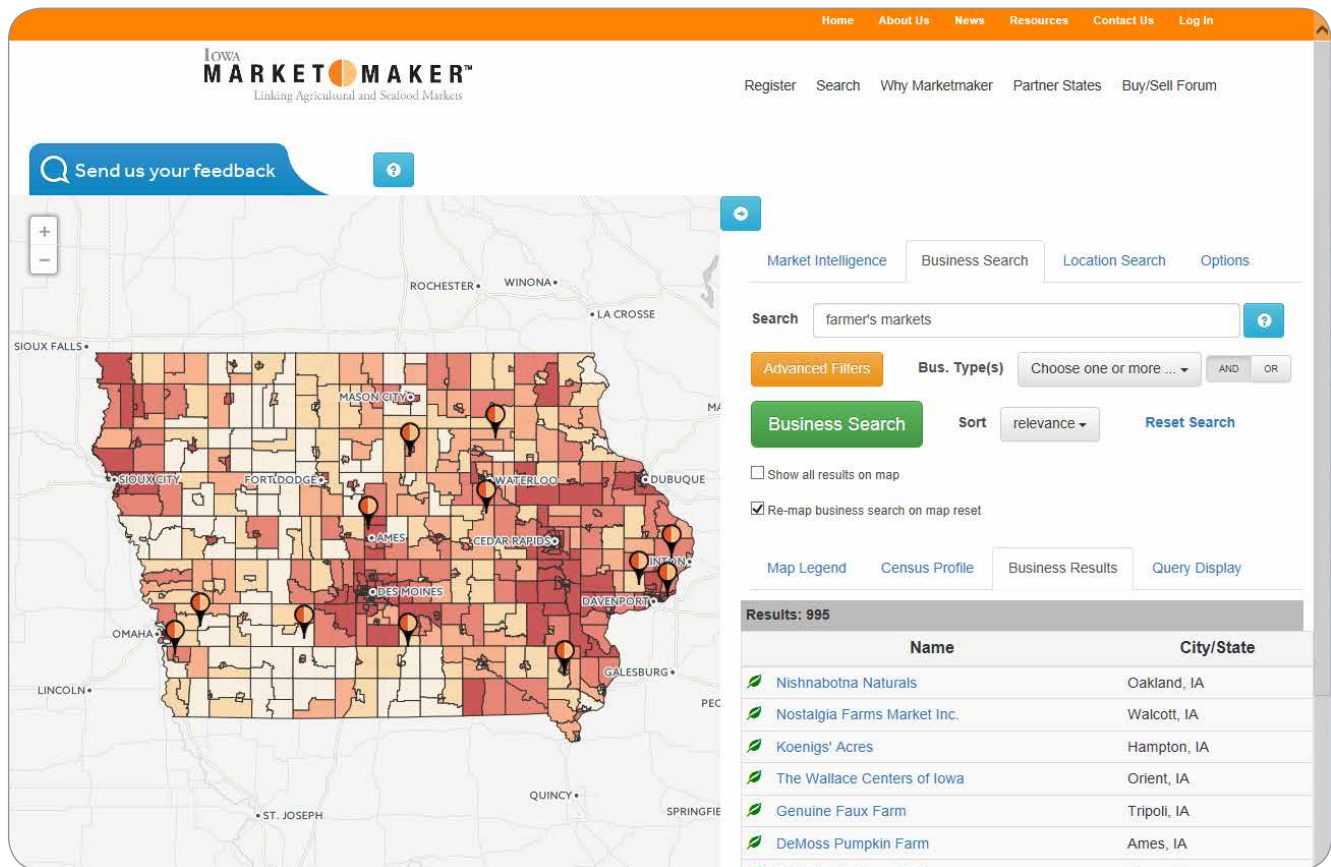 Home About Us News Resources Contact Us Log In
IOWA
MARKET MAKER™
Linking Agricultural and Seafood Markets
Register Search Why Marketmaker Partner States Buy/Sell Forum
Send us your feedback
?
+
−
Market Intelligence Business Search Location Search Options
Search farmer's markets ?
Advanced Filters Bus. Type(s) Choose one or more ... AND OR
Business Search Sort relevance Reset Search
Show all results on map
Re-map business search on map reset
Map Legend Census Profile Business Results Query Display
Results: 995
Name City/State
Nishnabotna Naturals Oakland, IA
Nostalgia Farms Market Inc. Walcott, IA
Koenigs' Acres Hampton, IA
The Wallace Centers of Iowa Orient, IA
Genuine Faux Farm Tripoli, IA
DeMoss Pumpkin Farm Ames, IA
ROCHESTER
WINONA
LA CROSSE
SIOUX FALLS
MASON CITY
SIOUX CITY
FORT DODGE
WATERLOO
DUBUQUE
AMES
CEDAR RAPIDS
INTON
DES MOINES
DAVENPORT
OMAHA
GALESBURG
LINCOLN
PEC
QUINCY
ST. JOSEPH
SPRINGFIE